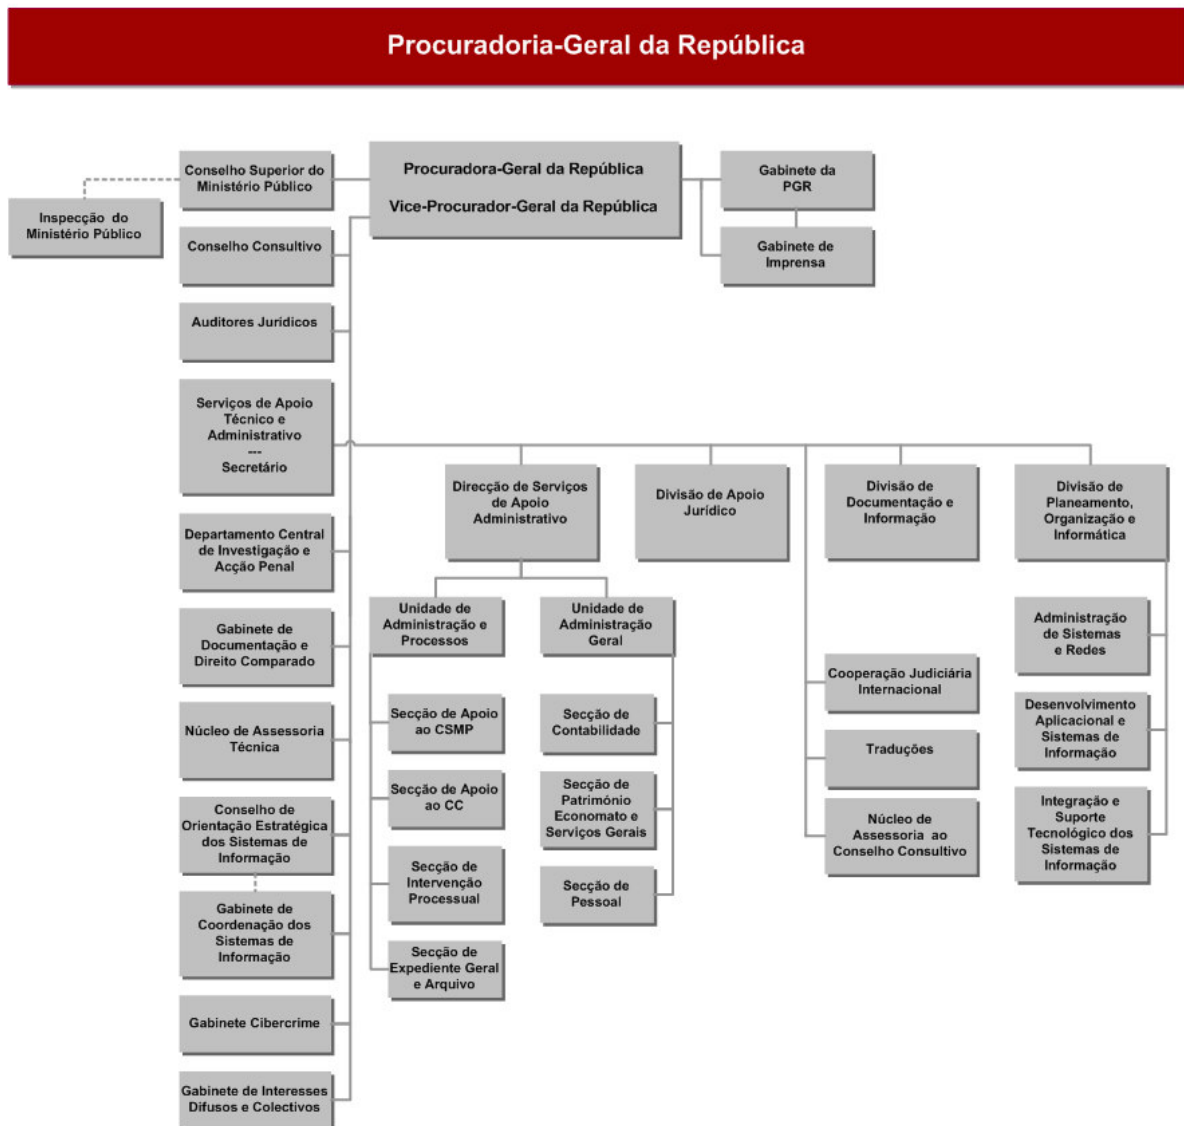 Procuradoria-Geral da República
Conselho Superior do
Ministério Público
Procuradora-Geral da República
Vice-Procurador-Geral da República
Gabinete da
PGR
Inspecção do
Ministério Público
Conselho Consultivo
Gabinete de
Imprensa
Auditores Jurídicos
Serviços de Apoio
Técnico e
Administrativo
---
Secretário
Direcção de Serviços
de Apoio
Administrativo
Divisão de Apoio
Jurídico
Divisão de
Documentação e
Informação
Divisão de
Planeamento,
Organização e
Informática
Departamento Central
de Investigação e
Acção Penal
Gabinete de
Documentação e
Direito Comparado
Núcleo de Assessoria
Técnica
Conselho de
Orientação Estratégica
dos Sistemas de
Informação
Gabinete de
Coordenação dos
Sistemas de
Informação
Gabinete Cibercrime
Gabinete de Interesses
Difusos e Colectivos
Unidade de
Administração e
Processos
Secção de Apoio
ao CSMP
Secção de Apoio
ao CC
Secção de
Intervenção
Processual
Secção de
Expediente Geral
e Arquivo
Unidade de
Administração
Geral
Secção de
Contabilidade
Secção de
Património
Economato e
Serviços Gerais
Secção de
Pessoal
Cooperação Judiciária
Internacional
Traduções
Núcleo de
Assessoria ao
Conselho Consultivo
Administração
de Sistemas
e Redes
Desenvolvimento
Aplicacional e
Sistemas de
Informação
Integração e
Suporte
Tecnológico dos
Sistemas de
Informação